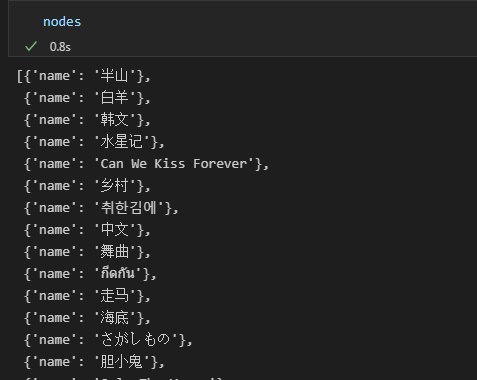 nodes
0.8s
[{'name': '半山'},
{'name': '白羊'},
{'name': '韩文'},
{'name': '水星记'},
{'name': 'Can We Kiss Forever'},
{'name': '乡村'},
{'name': '취한김에'},
{'name': '中文'},
{'name': '舞曲'},
{'name': 'กีดกัน'},
{'name': '走马'},
{'name': '海底'},
{'name': 'さがしもの'},
{'name': '胆小鬼'},